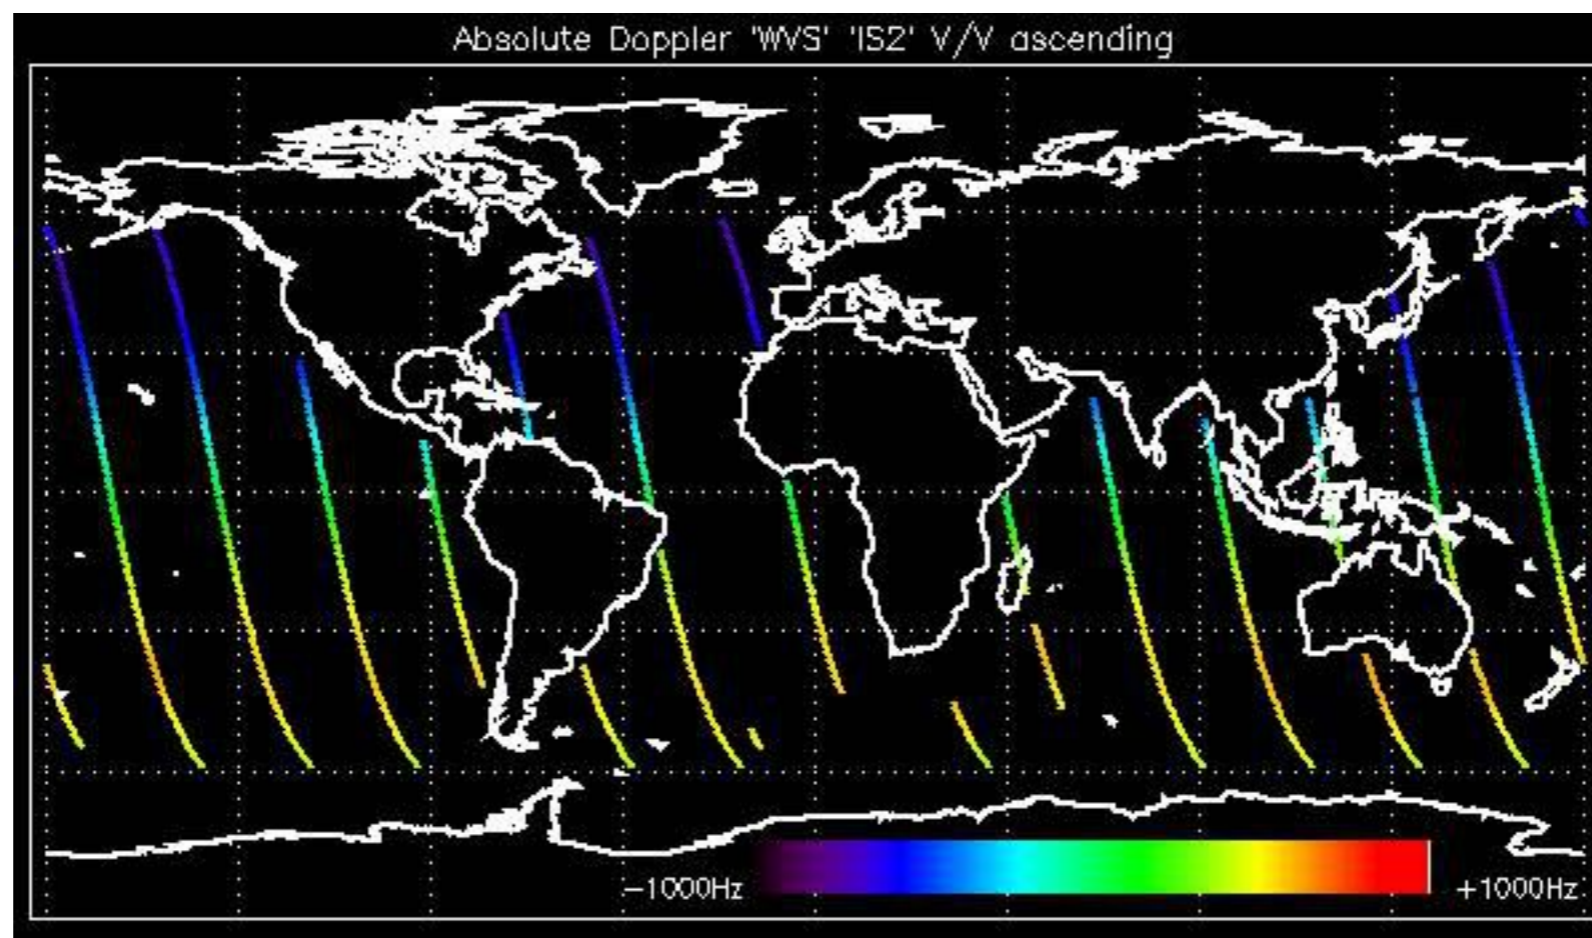 Absolute Doppler 'WVS' 'IS2' V/V ascending
-1000Hz +1000Hz